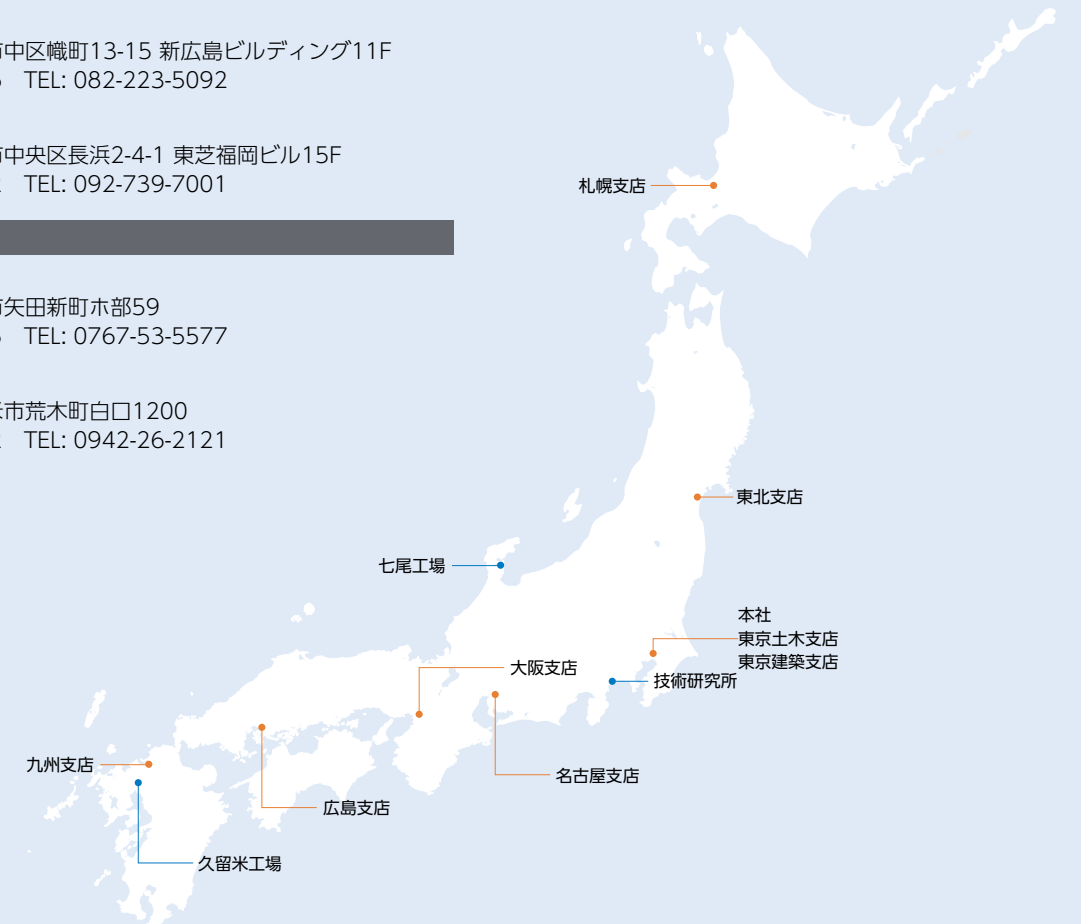 市中区幟町13-15 新広島ビルディング11F
TEL: 082-223-5092
市中央区長浜2-4-1 東芝福岡ビル15F
TEL: 092-739-7001
市矢田新町ホ部59
TEL: 0767-53-5577
米市荒木町白口1200
TEL: 0942-26-2121
札幌支店
東北支店
七尾工場
本社
東京土木支店
東京建築支店
大阪支店
技術研究所
九州支店
名古屋支店
広島支店
久留米工場